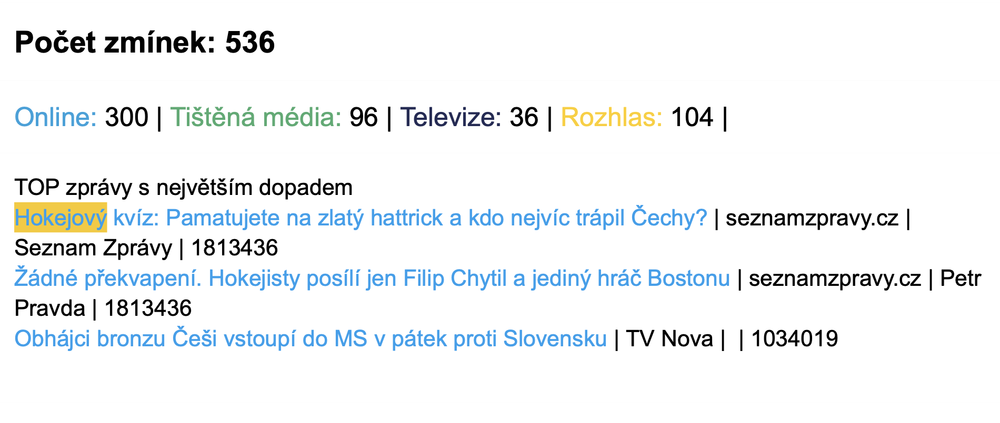 Počet zmínek: 536
Online: 300 | Tištěná média: 96 | Televize: 36 | Rozhlas: 104 |
TOP zprávy s největším dopadem
Hokejový kvíz: Pamatujete na zlatý hattrick a kdo nejvíc trápil Čechy? | seznamzpravy.cz |
Seznam Zprávy | 1813436
Žádné překvapení. Hokejisty posílí jen Filip Chytil a jediný hráč Bostonu | seznamzpravy.cz | Petr
Pravda | 1813436
Obhájci bronzu Češi vstoupí do MS v pátek proti Slovensku | TV Nova |  | 1034019